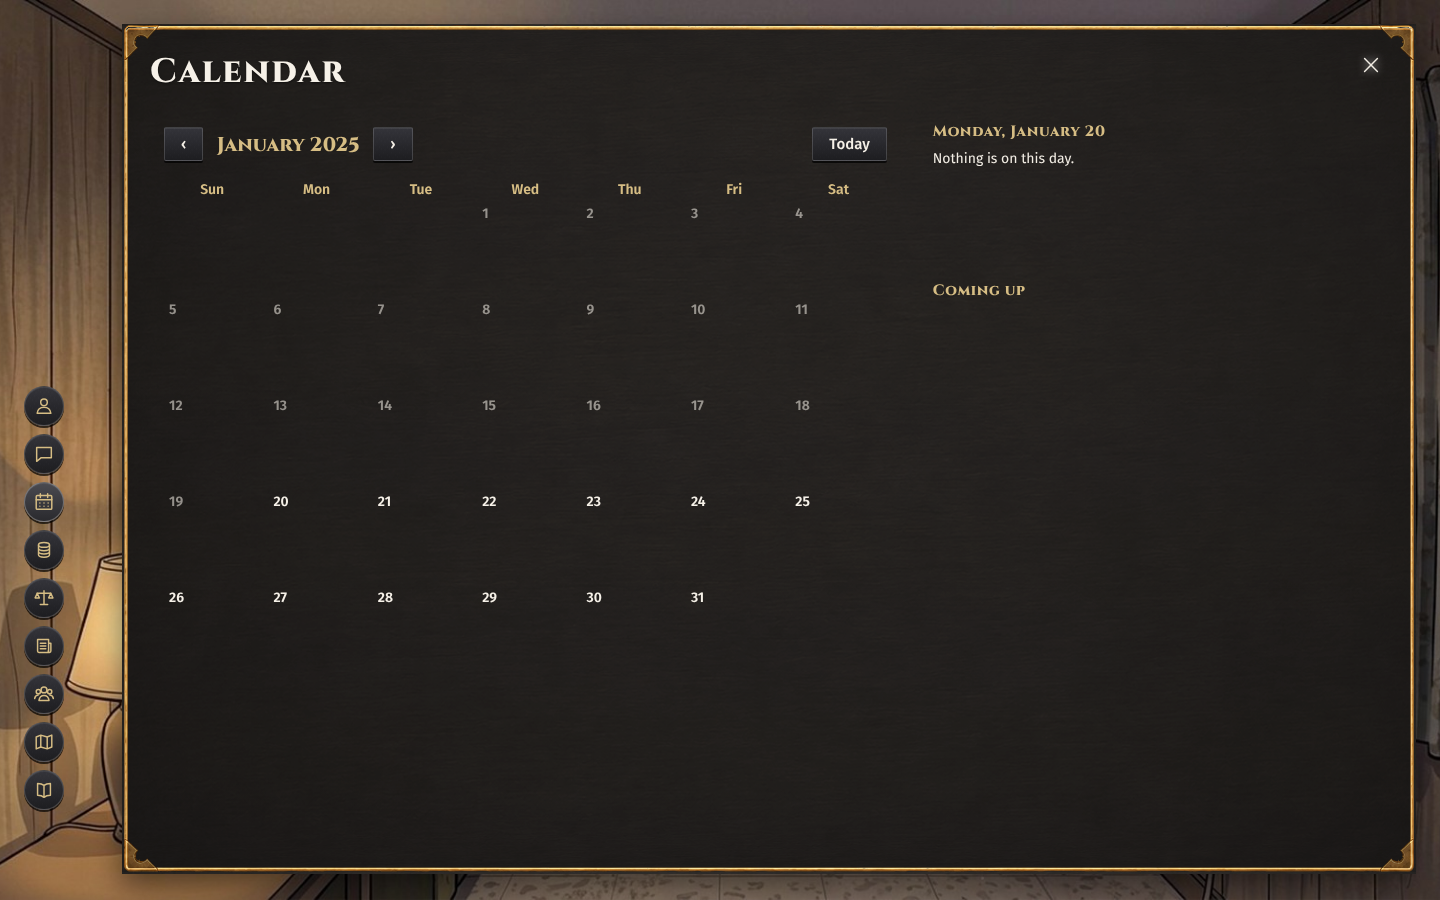 Calendar
‹ January 2025 › Today
Sun Mon Tue Wed Thu Fri Sat
1 2 3 4
5 6 7 8 9 10 11
12 13 14 15 16 17 18
19 20 21 22 23 24 25
26 27 28 29 30 31
Monday, January 20
Nothing is on this day.
Coming up